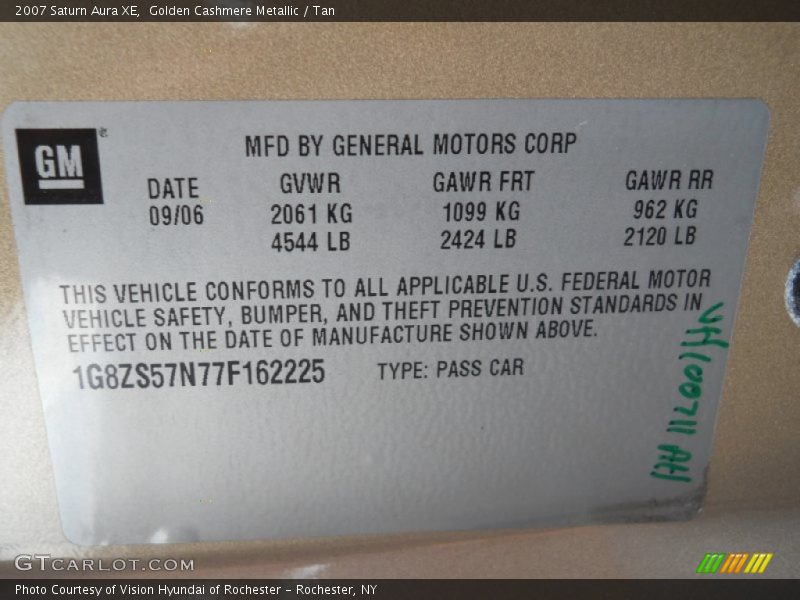 2007 Saturn Aura XE,  Golden Cashmere Metallic / Tan
GM
MFD BY GENERAL MOTORS CORP
DATE GVWR GAWR FRT GAWR RR
09/06 2061 KG 1099 KG 962 KG
4544 LB 2424 LB 2120 LB
THIS VEHICLE CONFORMS TO ALL APPLICABLE U.S. FEDERAL MOTOR
VEHICLE SAFETY, BUMPER, AND THEFT PREVENTION STANDARDS IN
EFFECT ON THE DATE OF MANUFACTURE SHOWN ABOVE.
1G8ZS57N77F162225 TYPE: PASS CAR
GTCARLOT.COM
Photo Courtesy of Vision Hyundai of Rochester – Rochester, NY